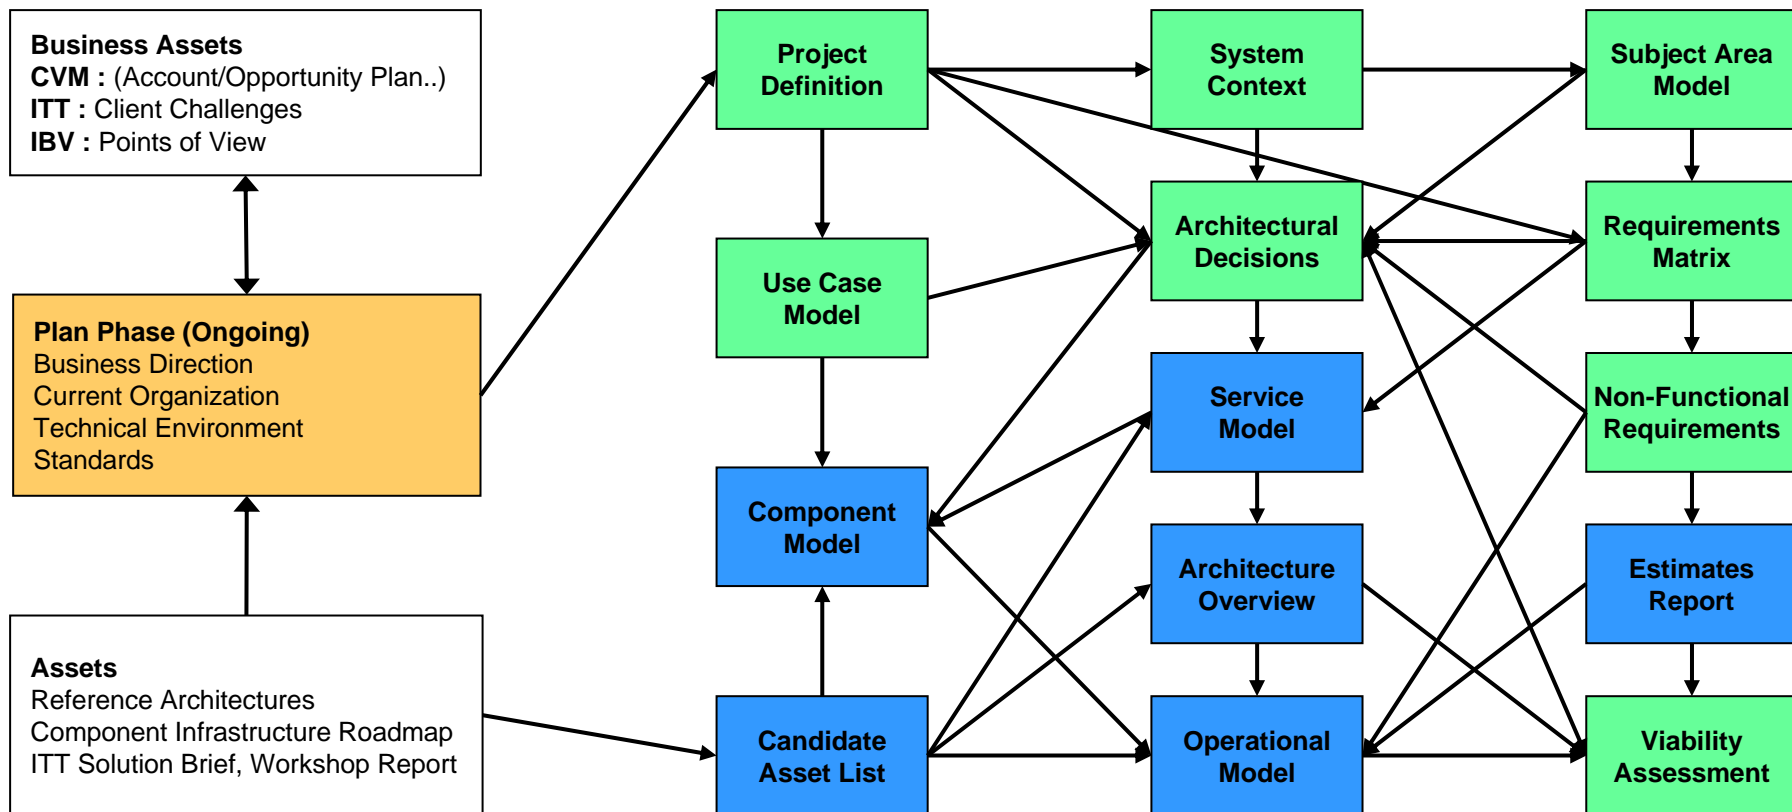 Business Assets
CVM : (Account/Opportunity Plan..)
ITT : Client Challenges
IBV : Points of View
Plan Phase (Ongoing)
Business Direction
Current Organization
Technical Environment
Standards
Assets
Reference Architectures
Component Infrastructure Roadmap
ITT Solution Brief, Workshop Report
Project
Definition
System
Context
Subject Area
Model
Use Case
Model
Architectural
Decisions
Requirements
Matrix
Service
Model
Non-Functional
Requirements
Component
Model
Architecture
Overview
Estimates
Report
Candidate
Asset List
Operational
Model
Viability
Assessment